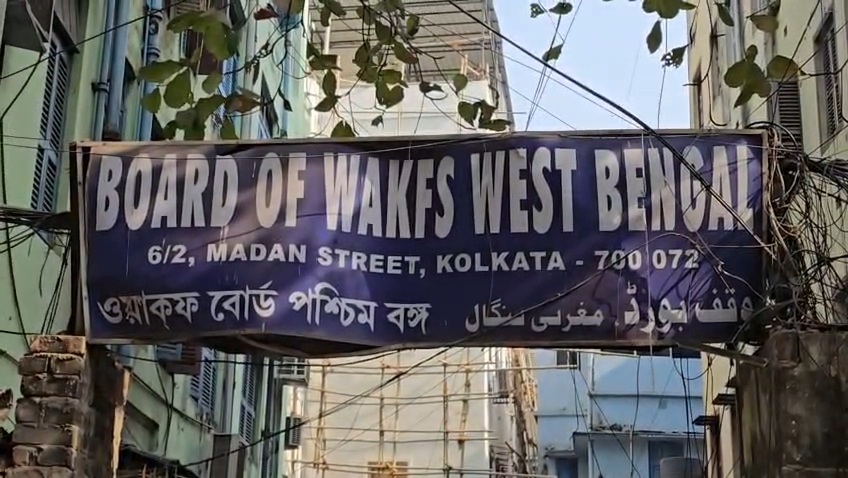 BOARD OF WAKFS WEST BENGAL
6/2, MADAN STREET, KOLKATA - 700 072
ওয়াক্ফ বোর্ড পশ্চিম বঙ্গ وقف بورڈ مغربی بنگال